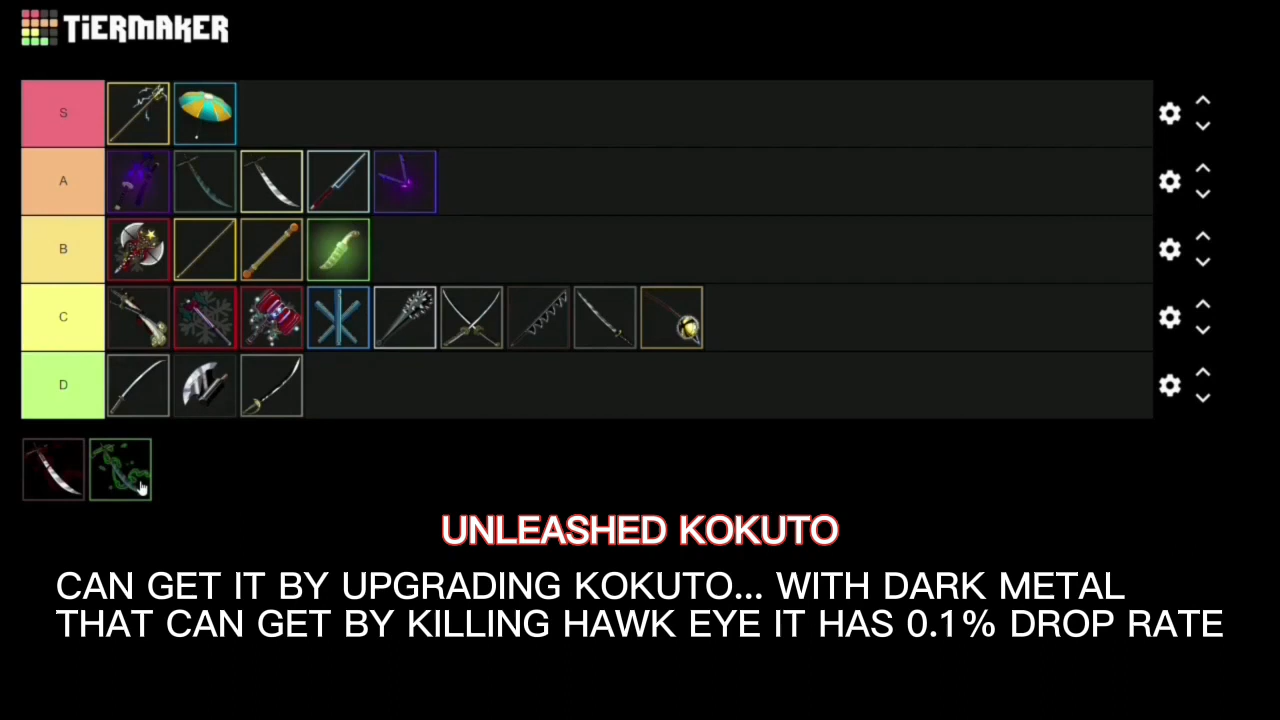 TiERMAKER
S
A
B
C
D
UNLEASHED KOKUTO
CAN GET IT BY UPGRADING KOKUTO... WITH DARK METAL
THAT CAN GET BY KILLING HAWK EYE IT HAS 0.1% DROP RATE